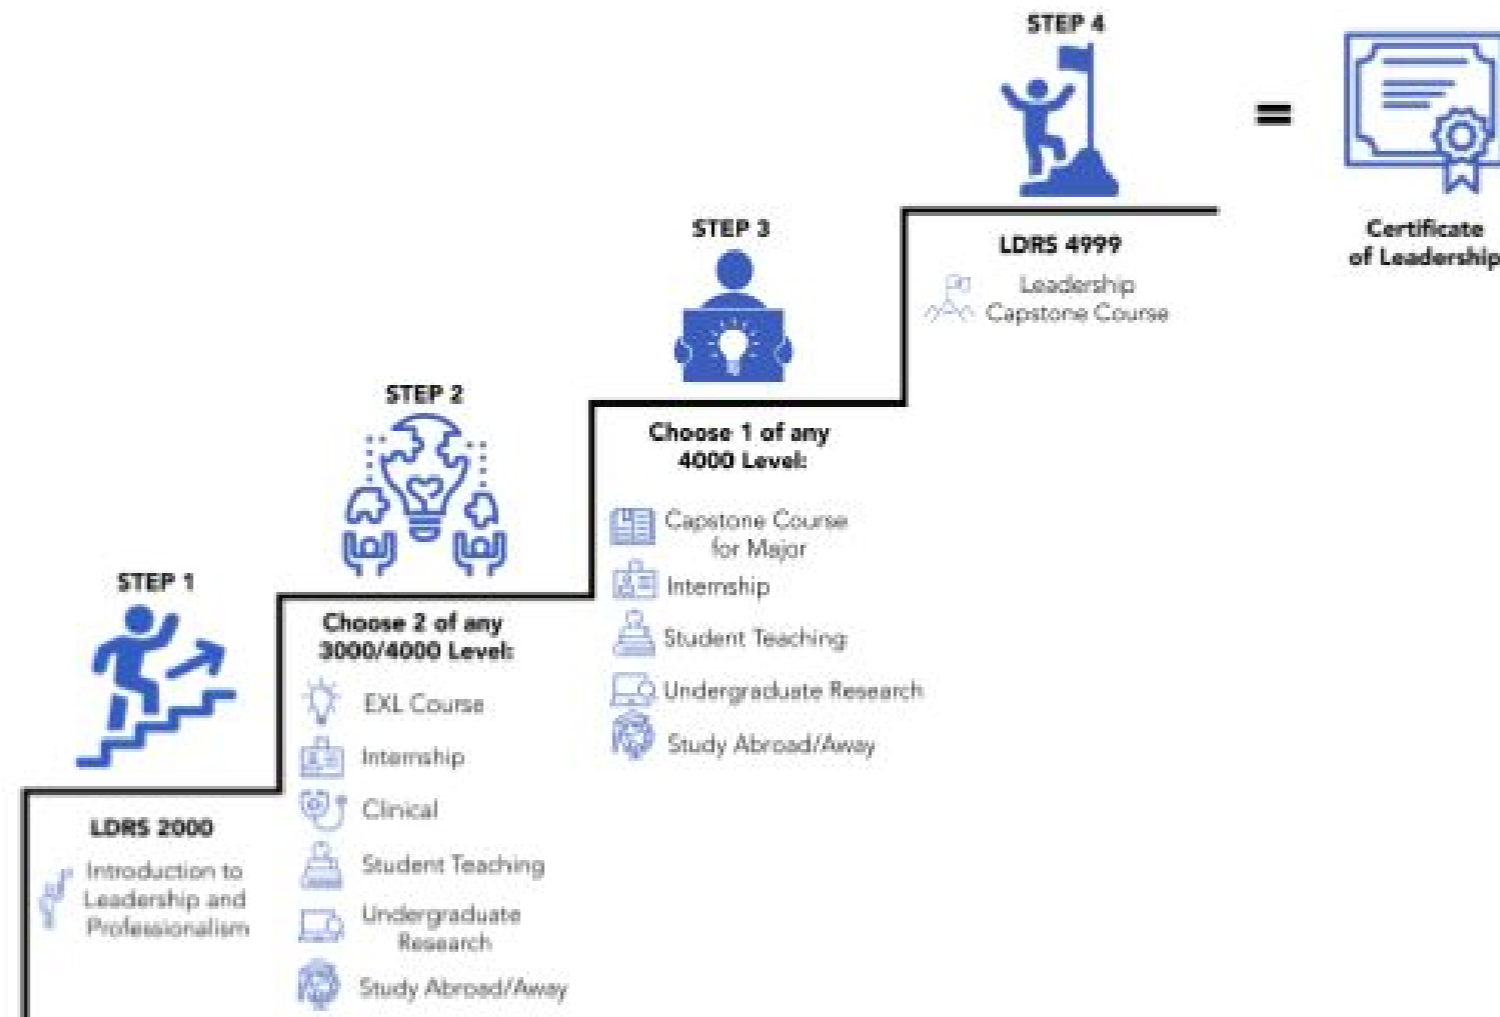 STEP 1
LDRS 2000
Introduction to
Leadership and
Professionalism
STEP 2
Choose 2 of any
3000/4000 Level:
EXL Course
Internship
Clinical
Student Teaching
Undergraduate
Research
Study Abroad/Away
STEP 3
Choose 1 of any
4000 Level:
Capstone Course
for Major
Internship
Student Teaching
Undergraduate Research
Study Abroad/Away
STEP 4
LDRS 4999
Leadership
Capstone Course
=
Certificate
of Leadership